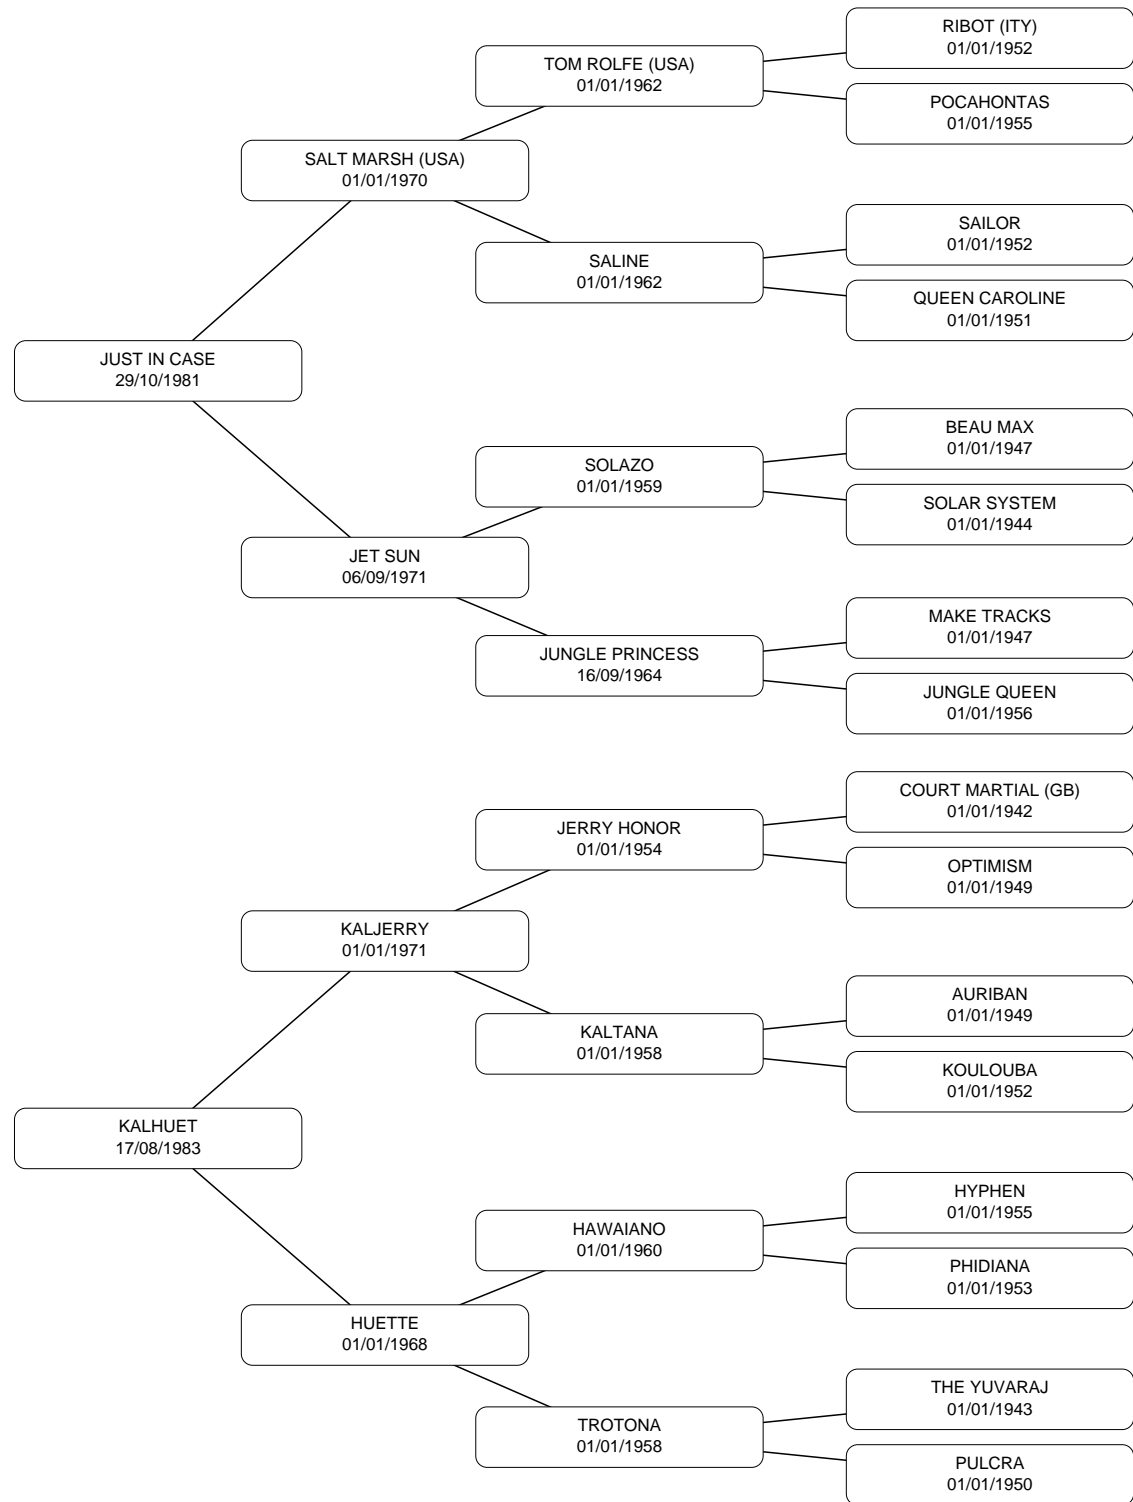 RIBOT (ITY)
01/01/1952
TOM ROLFE (USA)
01/01/1962
POCAHONTAS
01/01/1955
SALT MARSH (USA)
01/01/1970
SAILOR
01/01/1952
SALINE
01/01/1962
QUEEN CAROLINE
01/01/1951
JUST IN CASE
29/10/1981
BEAU MAX
01/01/1947
SOLAZO
01/01/1959
SOLAR SYSTEM
01/01/1944
JET SUN
06/09/1971
MAKE TRACKS
01/01/1947
JUNGLE PRINCESS
16/09/1964
JUNGLE QUEEN
01/01/1956
COURT MARTIAL (GB)
01/01/1942
JERRY HONOR
01/01/1954
OPTIMISM
01/01/1949
KALJERRY
01/01/1971
AURIBAN
01/01/1949
KALTANA
01/01/1958
KOULOUBA
01/01/1952
KALHUET
17/08/1983
HYPHEN
01/01/1955
HAWAIANO
01/01/1960
PHIDIANA
01/01/1953
HUETTE
01/01/1968
THE YUVARAJ
01/01/1943
TROTONA
01/01/1958
PULCRA
01/01/1950